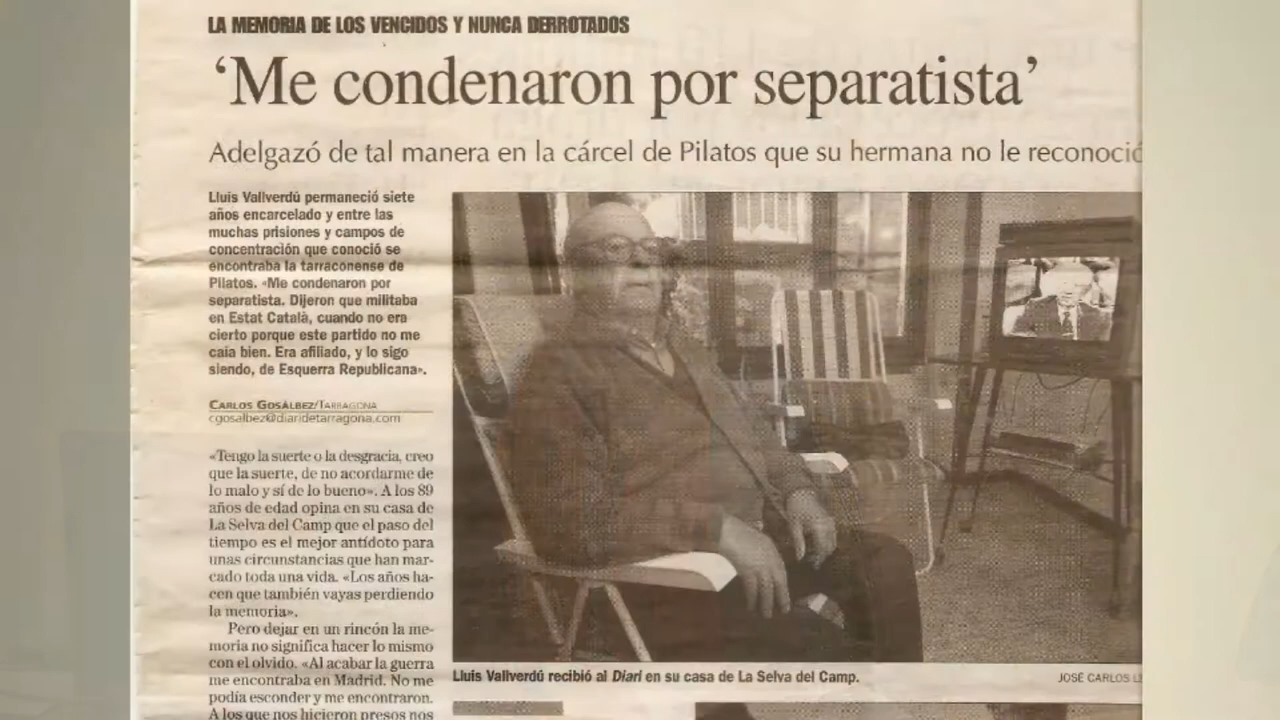 LA MEMORIA DE LOS VENCIDOS Y NUNCA DERROTADOS
‘Me condenaron por separatista’
Adelgazó de tal manera en la cárcel de Pilatos que su hermana no le reconoció
Lluís Vallverdú permaneció siete
años encarcelado y entre las
muchas prisiones y campos de
concentración que conoció se
encontraba la tarraconense de
Pilatos. «Me condenaron por
separatista. Dijeron que militaba
en Estat Català, cuando no era
cierto porque este partido no me
caía bien. Era afiliado, y lo sigo
siendo, de Esquerra Republicana».
CARLOS GOSÁLBEZ/TARRAGONA
cgosalbez@diaridetarragona.com
«Tengo la suerte o la desgracia, creo
que la suerte, de no acordarme de
lo malo y sí de lo bueno». A los 89
años de edad opina en su casa de
La Selva del Camp que el paso del
tiempo es el mejor antídoto para
unas circunstancias que han mar-
cado toda una vida. «Los años ha-
cen que también vayas perdiendo
la memoria».
Pero dejar en un rincón la me-
moria no significa hacer lo mismo
con el olvido. «Al acabar la guerra
me encontraba en Madrid. No me
podía esconder y me encontraron.
A los que nos hicieron presos nos
Lluís Vallverdú recibió al Diari en su casa de La Selva del Camp.
JOSÉ CARLOS